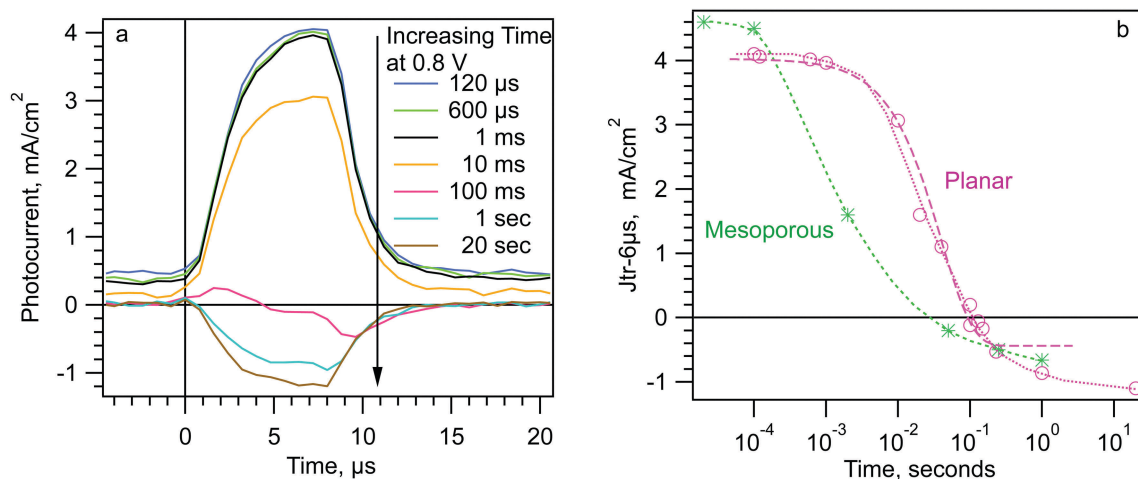 a
Increasing Time
at 0.8 V
120 µs
600 µs
1 ms
10 ms
100 ms
1 sec
20 sec
Photocurrent, mA/cm²
4
3
2
1
0
-1
0
5
10
15
20
Time, µs
b
Planar
Mesoporous
Jtr-6µs, mA/cm²
4
3
2
1
0
-1
10⁻⁴
10⁻³
10⁻²
10⁻¹
10⁰
10¹
Time, seconds